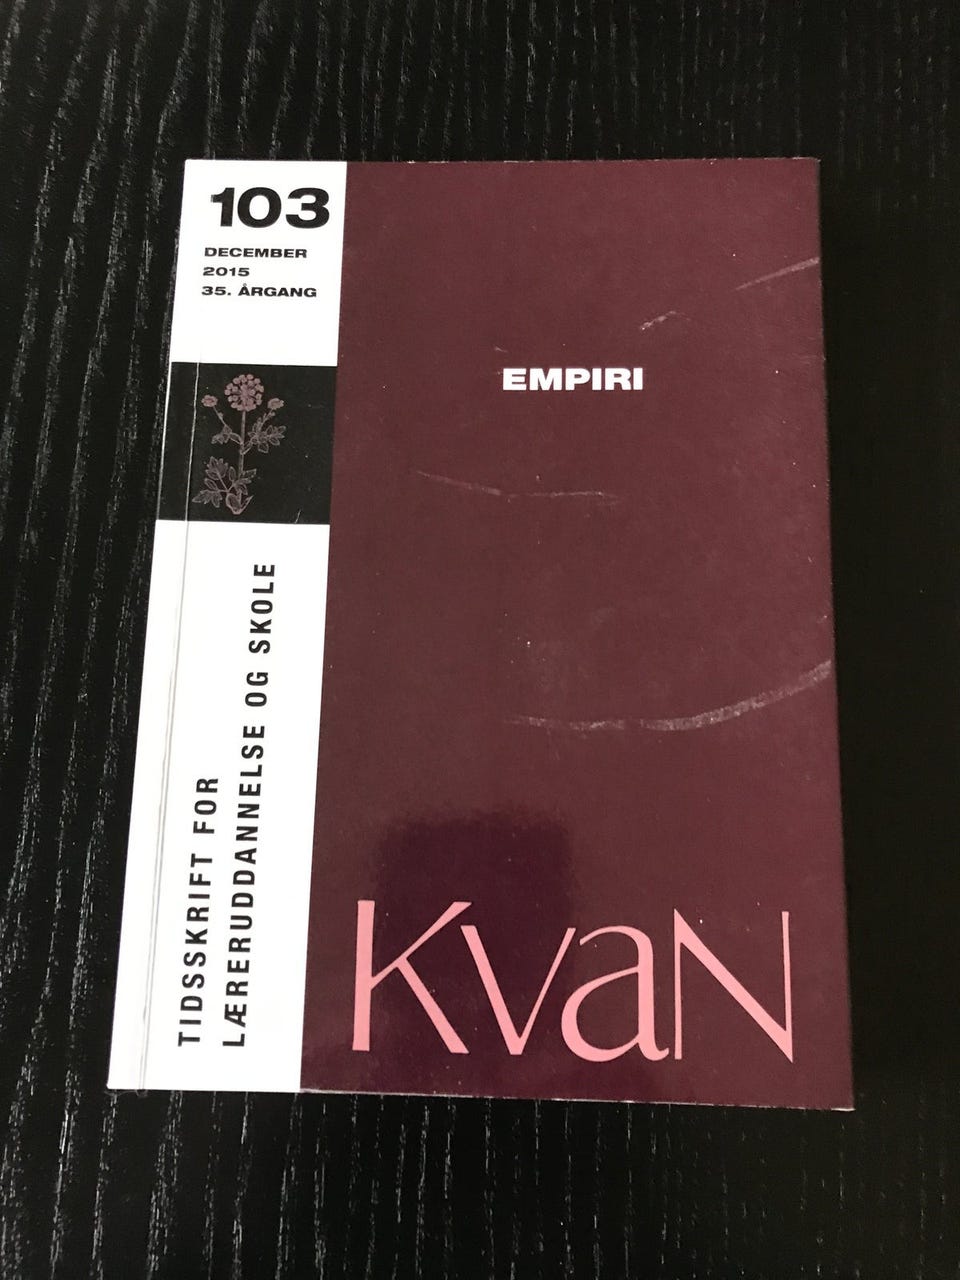 103
DECEMBER
2015
35. ÅRGANG
EMPIRI
TIDSSKRIFT FOR
LÆRERUDDANNELSE OG SKOLE
KvaN